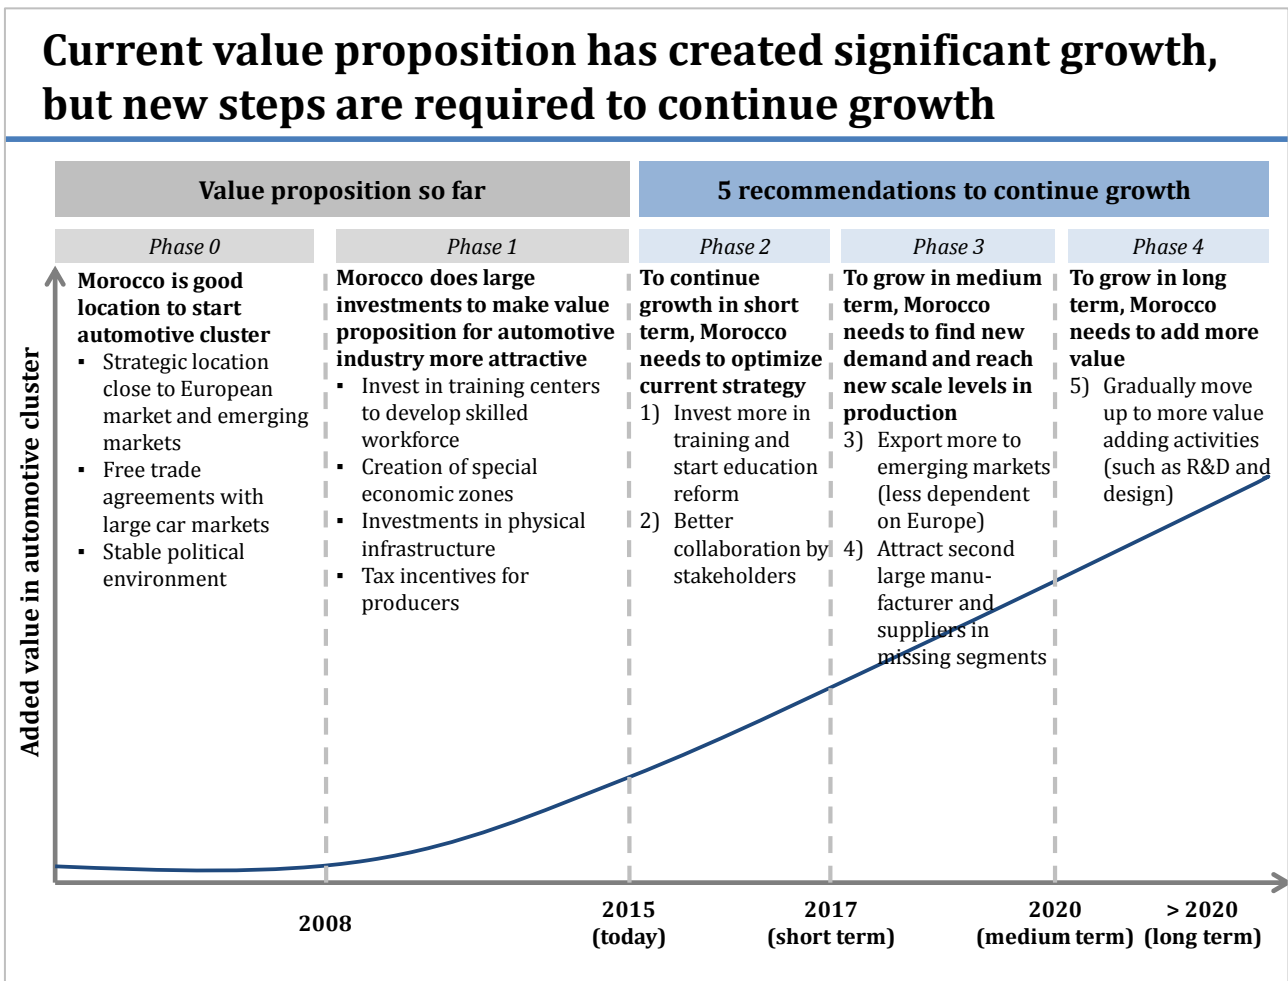 Current value proposition has created significant growth,
but new steps are required to continue growth
Value proposition so far
5 recommendations to continue growth
Phase 0
Phase 1
Phase 2
Phase 3
Phase 4
Added value in automotive cluster
Morocco is good
location to start
automotive cluster
▪ Strategic location
close to European
market and emerging
markets
▪ Free trade
agreements with
large car markets
▪ Stable political
environment
Morocco does large
investments to make value
proposition for automotive
industry more attractive
▪ Invest in training centers
to develop skilled
workforce
▪ Creation of special
economic zones
▪ Investments in physical
infrastructure
▪ Tax incentives for
producers
To continue
growth in short
term, Morocco
needs to optimize
current strategy
1) Invest more in
training and
start education
reform
2) Better
collaboration by
stakeholders
To grow in medium
term, Morocco
needs to find new
demand and reach
new scale levels in
production
3) Export more to
emerging markets
(less dependent
on Europe)
4) Attract second
large manu-
facturer and
suppliers in
missing segments
To grow in long
term, Morocco
needs to add more
value
5) Gradually move
up to more value
adding activities
(such as R&D and
design)
2008
2015
(today)
2017
(short term)
2020
(medium term)
> 2020
(long term)